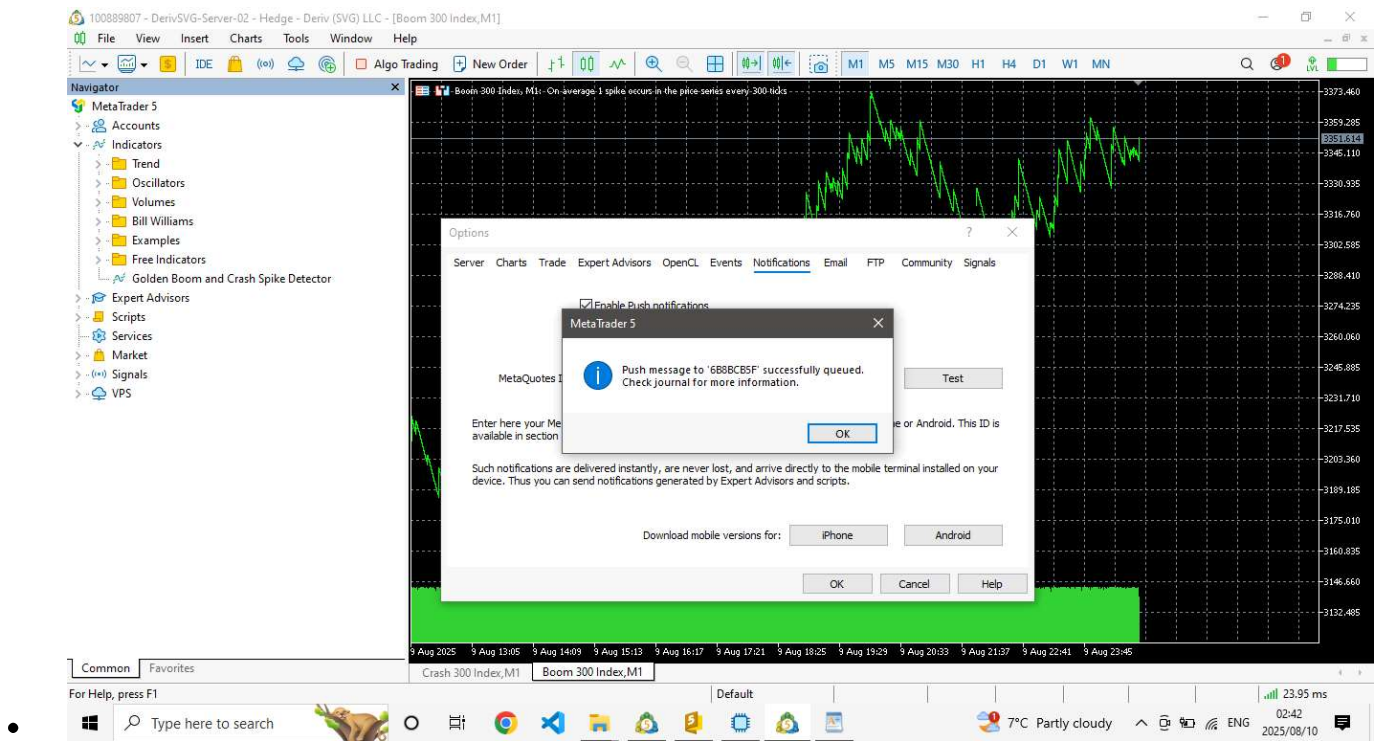 100889807 - DerivSVG-Server-02 - Hedge - Deriv (SVG) LLC - [Boom 300 Index,M1]
File View Insert Charts Tools Window Help
IDE Algo Trading New Order M1 M5 M15 M30 H1 H4 D1 W1 MN 1 LVL
Navigator
MetaTrader 5
Accounts
Indicators
Trend
Oscillators
Volumes
Bill Williams
Examples
Free Indicators
Golden Boom and Crash Spike Detector
Expert Advisors
Scripts
Services
Market
Signals
VPS
Common Favorites
Boom 300 Index, M1: On average 1 spike occurs in the price series every 300 ticks
3373.460
3359.285
3351.614
3345.110
3330.935
3316.760
3302.585
3288.410
3274.235
3260.060
3245.885
3231.710
3217.535
3203.360
3189.185
3175.010
3160.835
3146.660
3132.485
Options
Server Charts Trade Expert Advisors OpenCL Events Notifications Email FTP Community Signals
Enable Push notifications
MetaTrader 5
Push message to '6B8BCB5F' successfully queued.
Check journal for more information.
OK
MetaQuotes I
Test
Enter here your Me
e or Android. This ID is
available in section
Such notifications are delivered instantly, are never lost, and arrive directly to the mobile terminal installed on your
device. Thus you can send notifications generated by Expert Advisors and scripts.
Download mobile versions for: iPhone Android
OK Cancel Help
9 Aug 2025 9 Aug 13:05 9 Aug 14:09 9 Aug 15:13 9 Aug 16:17 9 Aug 17:21 9 Aug 18:25 9 Aug 19:29 9 Aug 20:33 9 Aug 21:37 9 Aug 22:41 9 Aug 23:45
Crash 300 Index,M1 Boom 300 Index,M1
For Help, press F1 Default 23.95 ms
Type here to search 7°C Partly cloudy ENG 02:42
2025/08/10